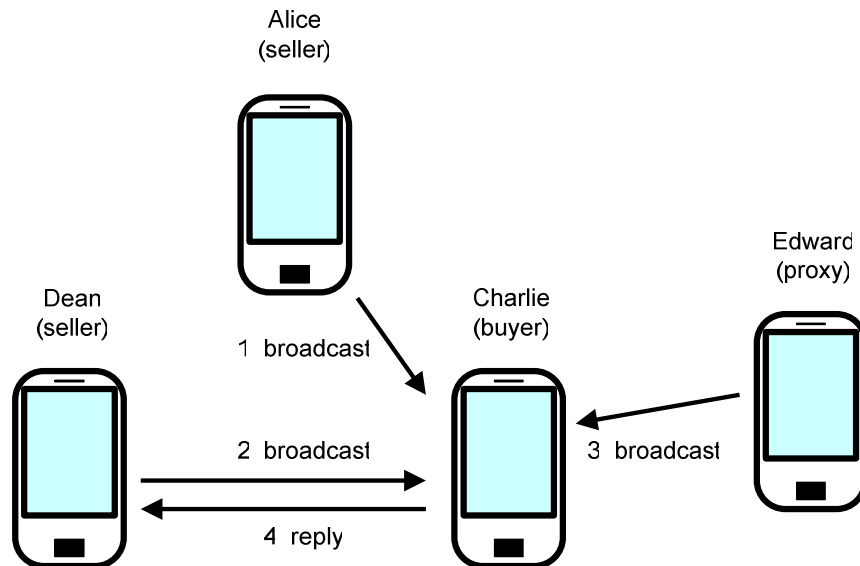 Alice
(seller)
Edward
(proxy)
Dean
(seller)
Charlie
(buyer)
1 broadcast
2 broadcast
3 broadcast
4 reply